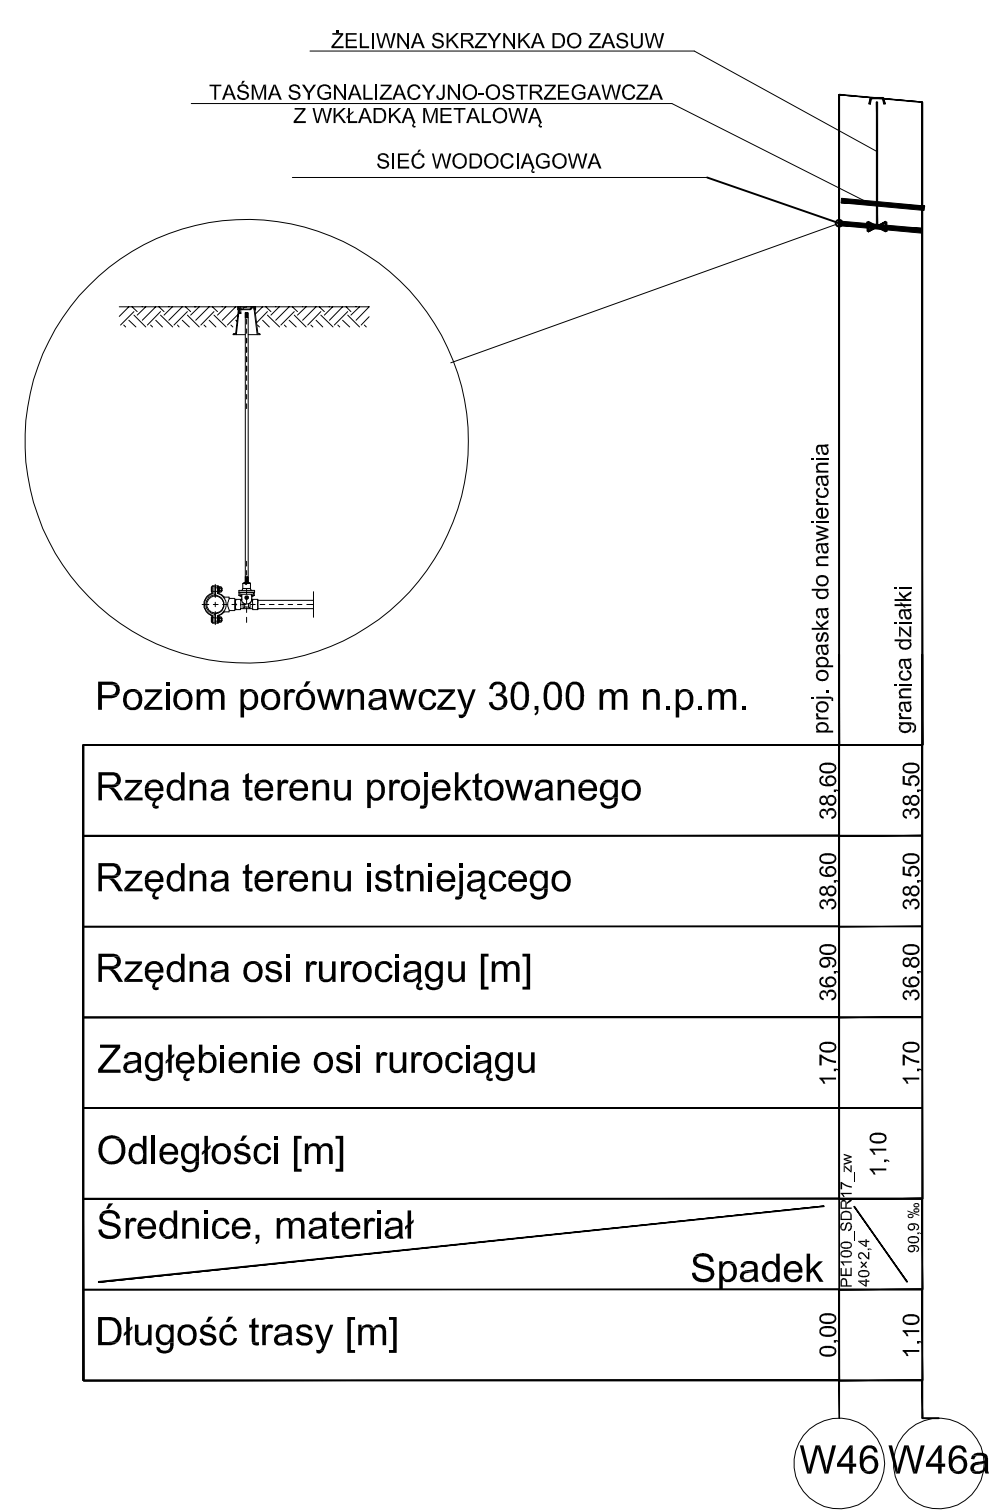 ŻELIWNA SKRZYNKA DO ZASUW
TAŚMA SYGNALIZACYJNO-OSTRZEGAWCZA
Z WKŁADKĄ METALOWĄ
SIEĆ WODOCIĄGOWA
proj. opaska do nawiercania
granica działki
Poziom porównawczy 30,00 m n.p.m.
Rzędna terenu projektowanego 38,60 38,50
Rzędna terenu istniejącego 38,60 38,50
Rzędna osi rurociągu [m] 36,90 36,80
Zagłębienie osi rurociągu 1,70 1,70
Odległości [m] 1,10
Średnice, materiał
Spadek
PE100_SDR17_zw
40×2,4
90,9 ‰
Długość trasy [m] 0,00 1,10
W46 W46a